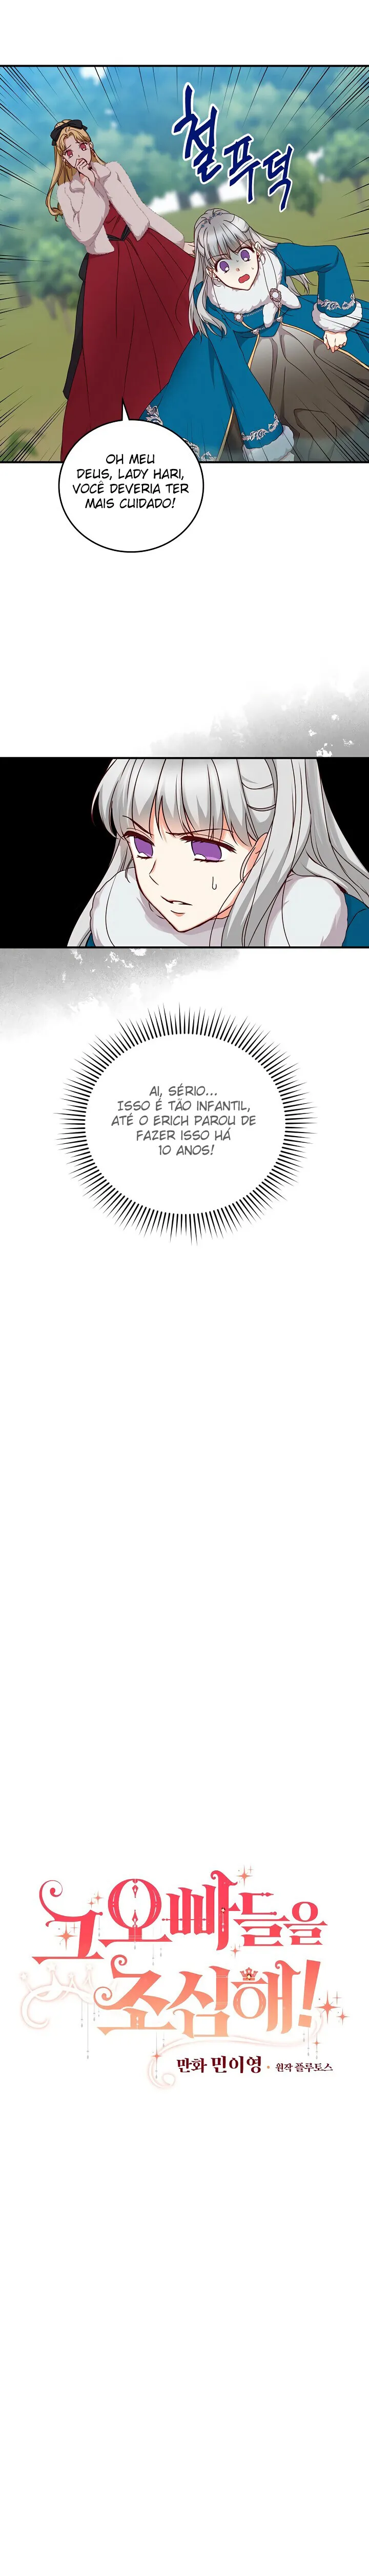 철푸덕
OH MEU
DEUS, LADY HARI,
VOCÊ DEVERIA TER
MAIS CUIDADO!
AI, SÉRIO...
ISSO É TÃO INFANTIL,
ATÉ O ERICH PAROU DE
FAZER ISSO HÁ
10 ANOS!
그 오빠들을
조심해!
만화 민이영 · 원작 플루토스